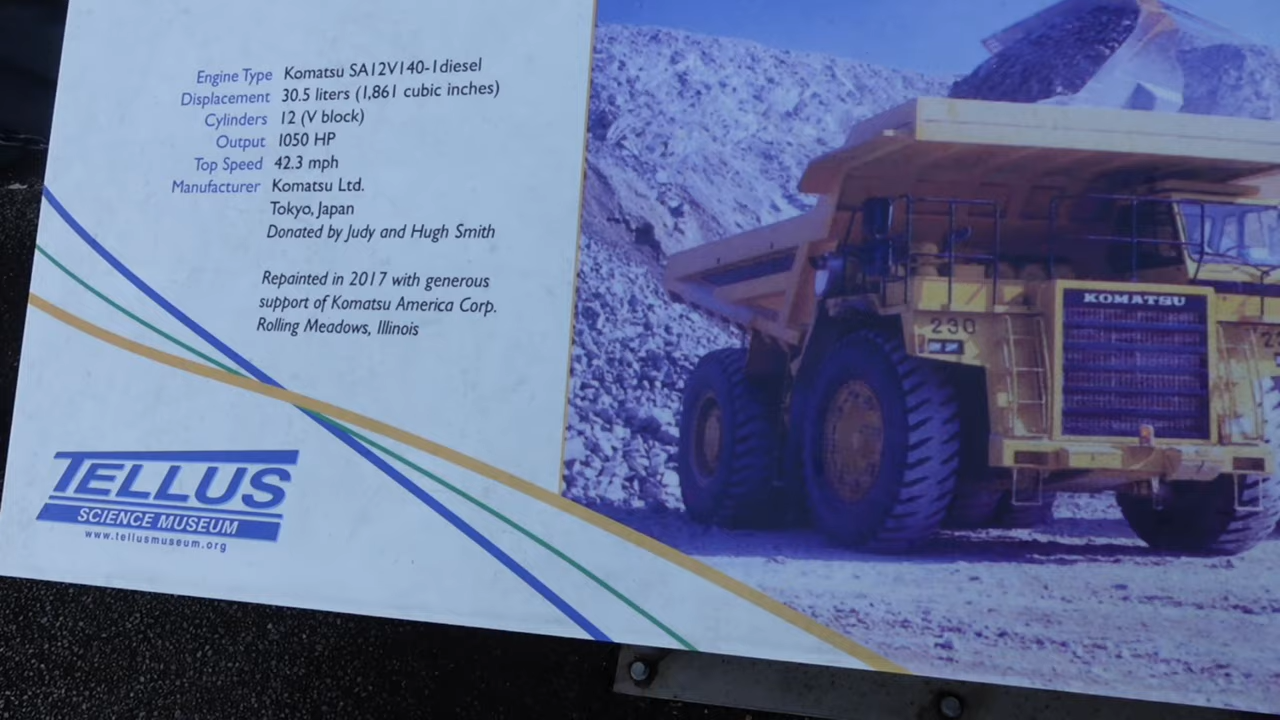 Engine Type Komatsu SA12V140-1diesel
Displacement 30.5 liters (1,861 cubic inches)
Cylinders 12 (V block)
Output 1050 HP
Top Speed 42.3 mph
Manufacturer Komatsu Ltd.
Tokyo, Japan
Donated by Judy and Hugh Smith
Repainted in 2017 with generous
support of Komatsu America Corp.
Rolling Meadows, Illinois
TELLUS
SCIENCE MUSEUM
www.tellusmuseum.org
KOMATSU
230